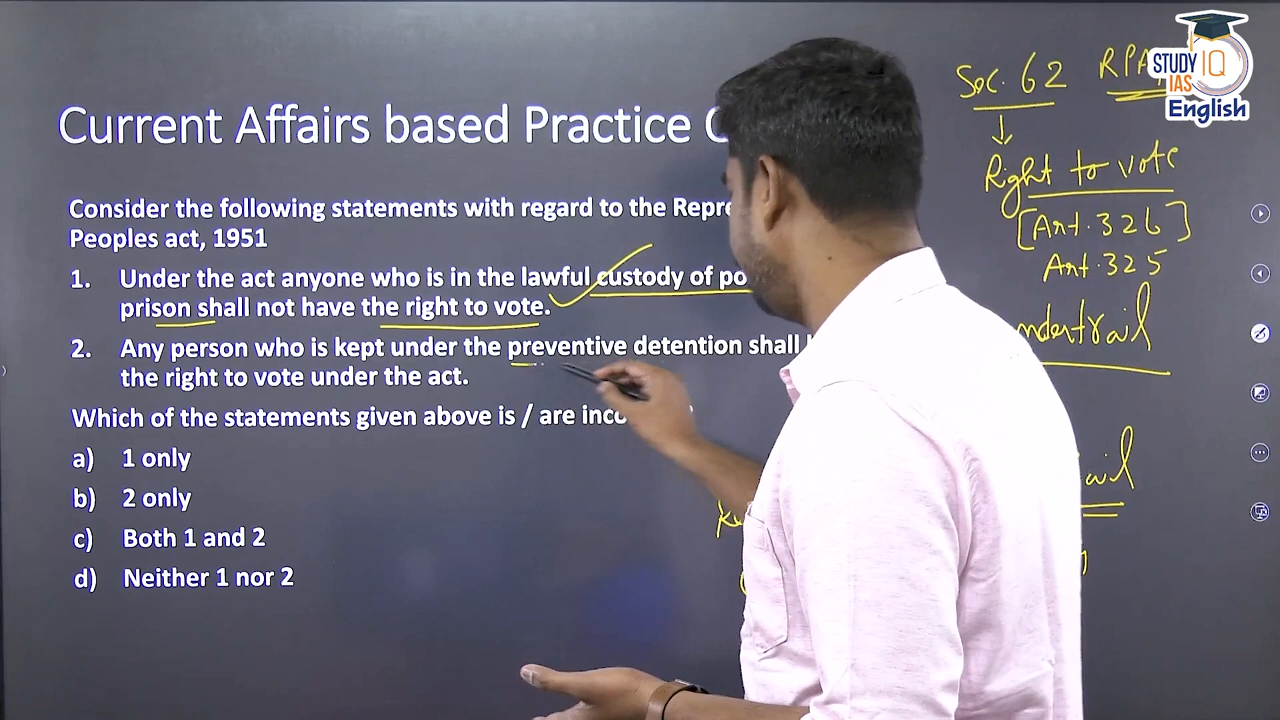 Current Affairs based Practice
Consider the following statements with regard to the
Peoples act, 1951
1. Under the act anyone who is in the lawful custody of
prison shall not have the right to vote.
2. Any person who is kept under the preventive detention shall
the right to vote under the act.
Which of the statements given above is / are
a) 1 only
b) 2 only
c) Both 1 and 2
d) Neither 1 nor 2
Sec. 62 RPA
Right to vote
[Art. 326]
Art. 325
STUDY IQ
IAS
English